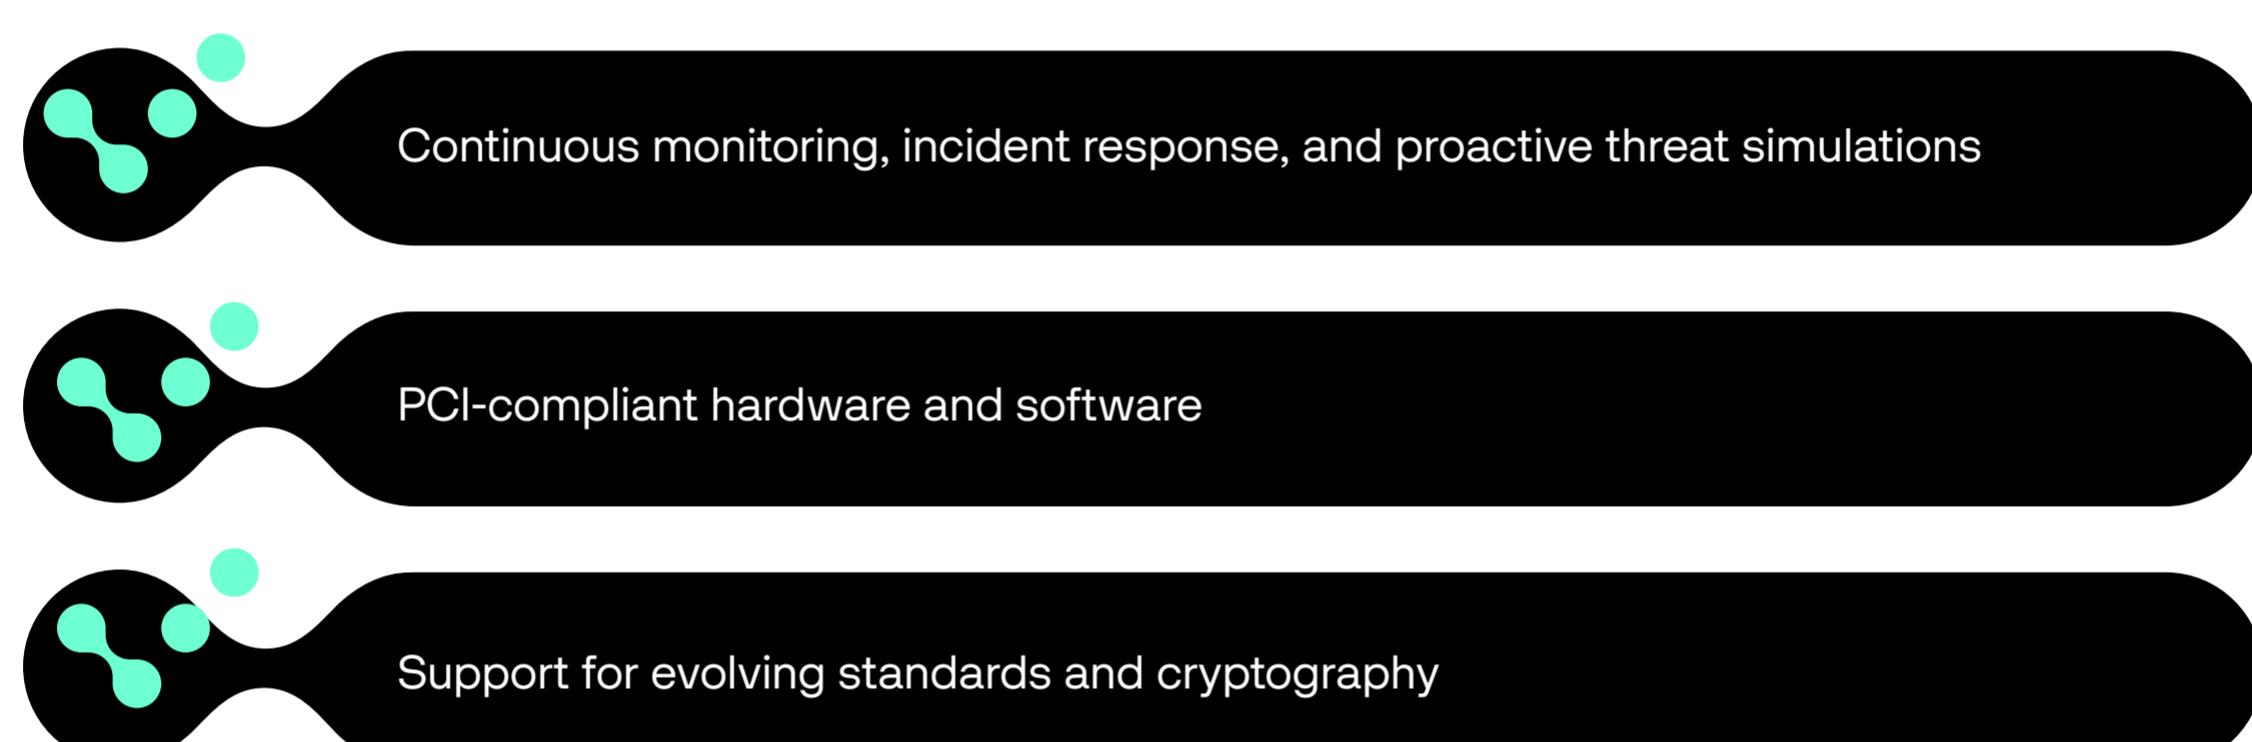 Continuous monitoring, incident response, and proactive threat simulations
PCI-compliant hardware and software
Support for evolving standards and cryptography